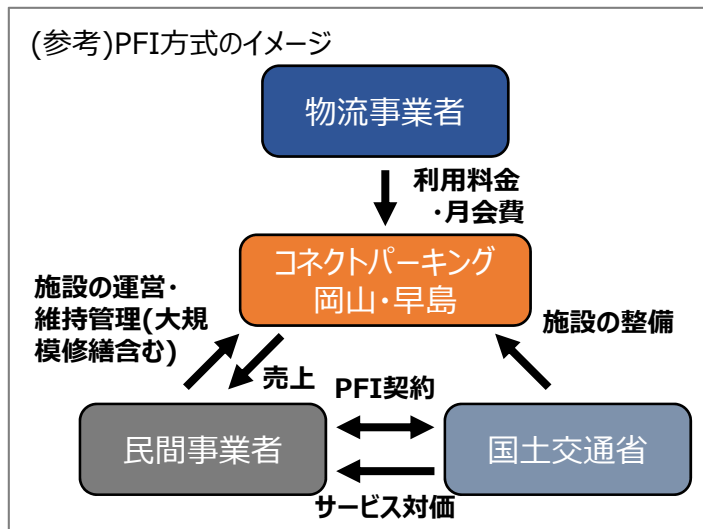 (参考)PFI方式のイメージ
物流事業者
利用料金
・月会費
コネクトパーキング
岡山・早島
施設の運営・
維持管理(大規
模修繕含む)
施設の整備
売上
PFI契約
民間事業者
国土交通省
サービス対価